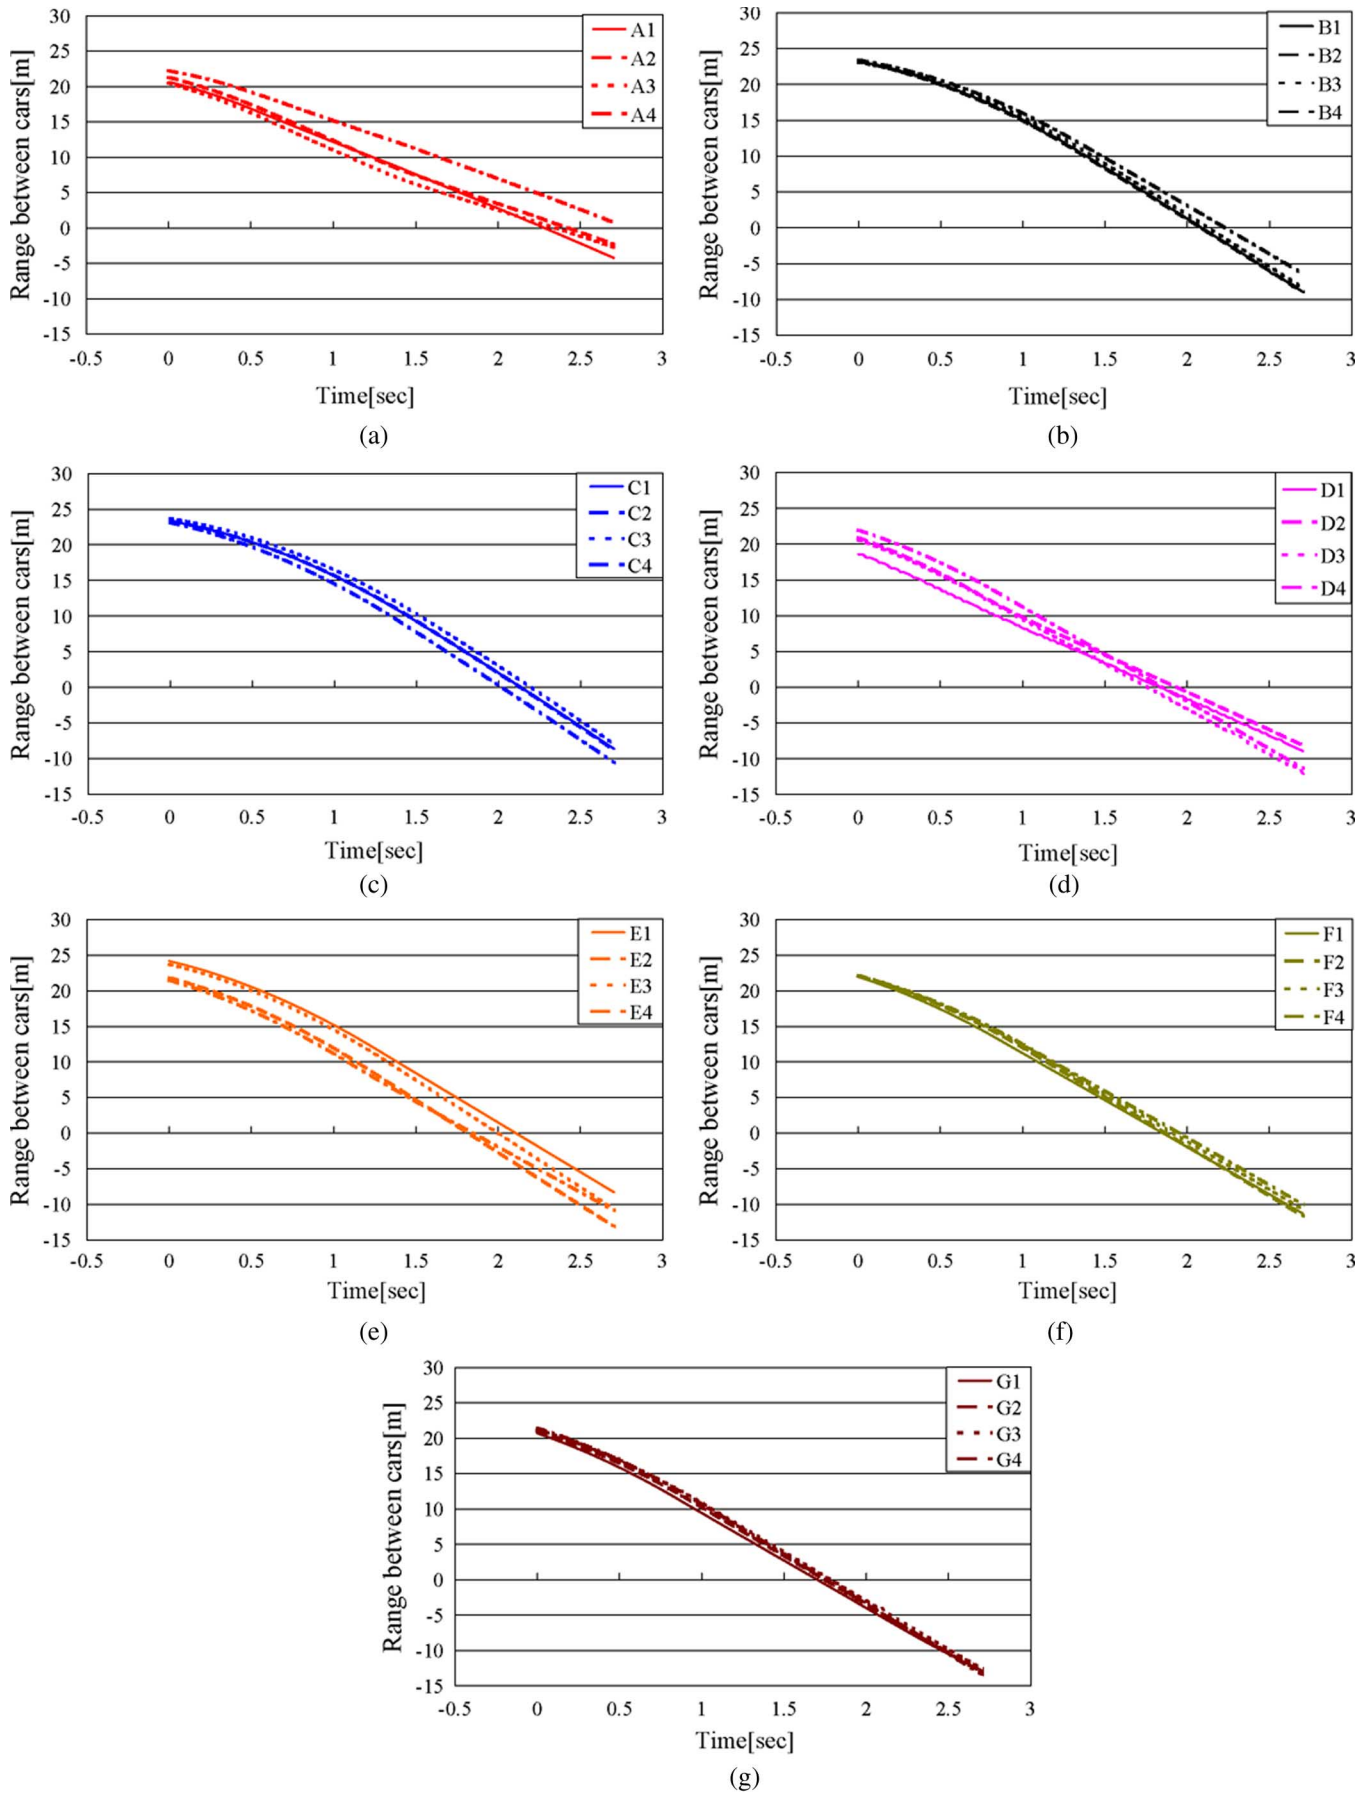 30
25
20
15
10
5
0
-5
-10
-15
-0.5 0 0.5 1 1.5 2 2.5 3
Range between cars[m]
Time[sec]
A1
A2
A3
A4
(a)
30
25
20
15
10
5
0
-5
-10
-15
-0.5 0 0.5 1 1.5 2 2.5 3
Range between cars[m]
Time[sec]
B1
B2
B3
B4
(b)
30
25
20
15
10
5
0
-5
-10
-15
-0.5 0 0.5 1 1.5 2 2.5 3
Range between cars[m]
Time[sec]
C1
C2
C3
C4
(c)
30
25
20
15
10
5
0
-5
-10
-15
-0.5 0 0.5 1 1.5 2 2.5 3
Range between cars[m]
Time[sec]
D1
D2
D3
D4
(d)
30
25
20
15
10
5
0
-5
-10
-15
-0.5 0 0.5 1 1.5 2 2.5 3
Range between cars[m]
Time[sec]
E1
E2
E3
E4
(e)
30
25
20
15
10
5
0
-5
-10
-15
-0.5 0 0.5 1 1.5 2 2.5 3
Range between cars[m]
Time[sec]
F1
F2
F3
F4
(f)
30
25
20
15
10
5
0
-5
-10
-15
-0.5 0 0.5 1 1.5 2 2.5 3
Range between cars[m]
Time[sec]
G1
G2
G3
G4
(g)